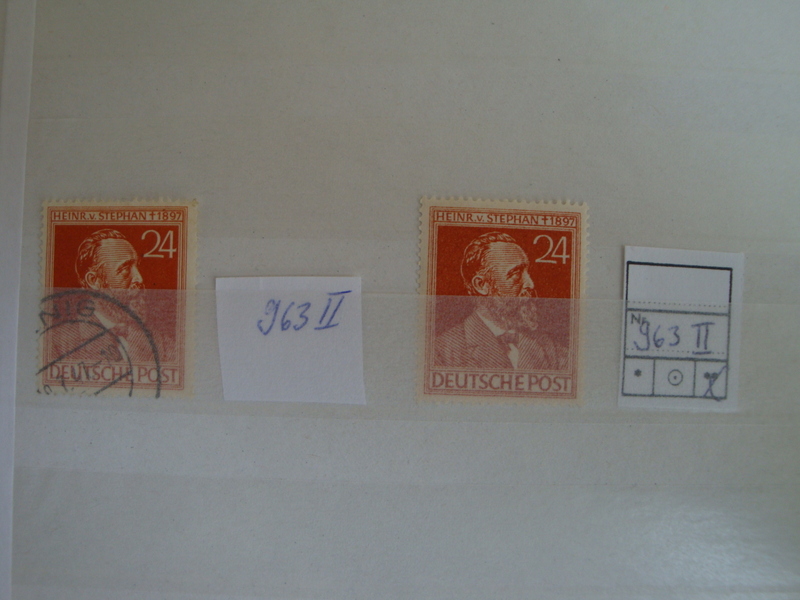 HEINR. v. STEPHAN † 1897
24
DEUTSCHE POST
963 II
HEINR. v. STEPHAN † 1897
24
DEUTSCHE POST
Nr.
963 II